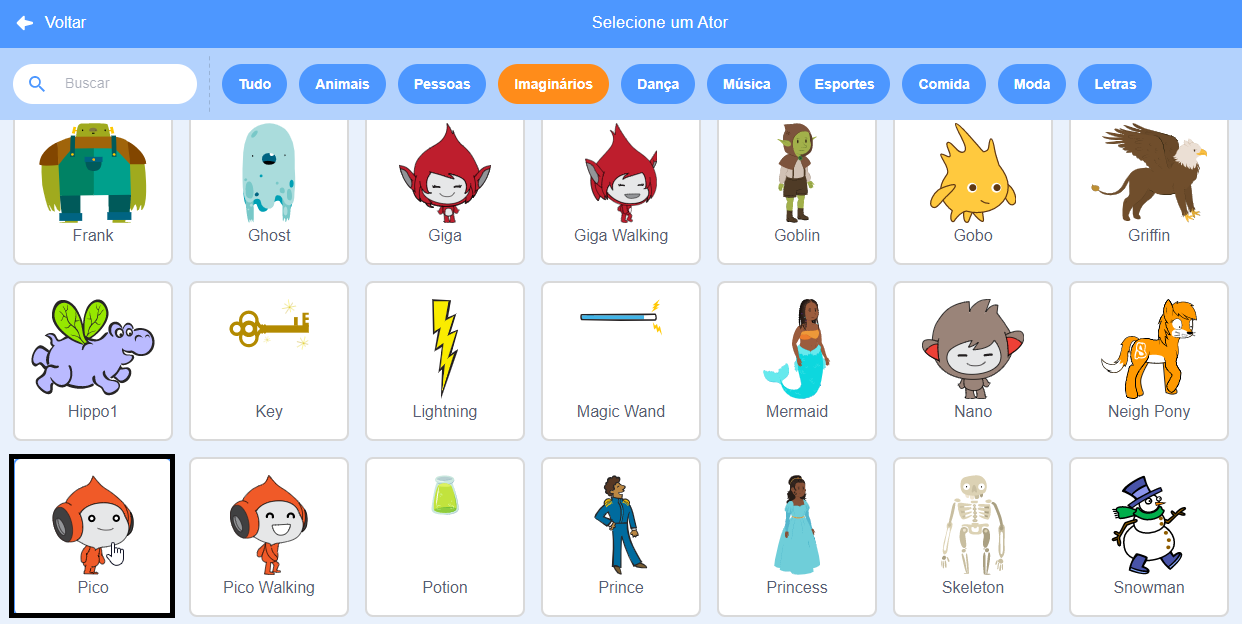 Voltar
Selecione um Ator
Buscar
Tudo
Animais
Pessoas
Imaginários
Dança
Música
Esportes
Comida
Moda
Letras
Frank
Ghost
Giga
Giga Walking
Goblin
Gobo
Griffin
Hippo1
Key
Lightning
Magic Wand
Mermaid
Nano
Neigh Pony
Pico
Pico Walking
Potion
Prince
Princess
Skeleton
Snowman